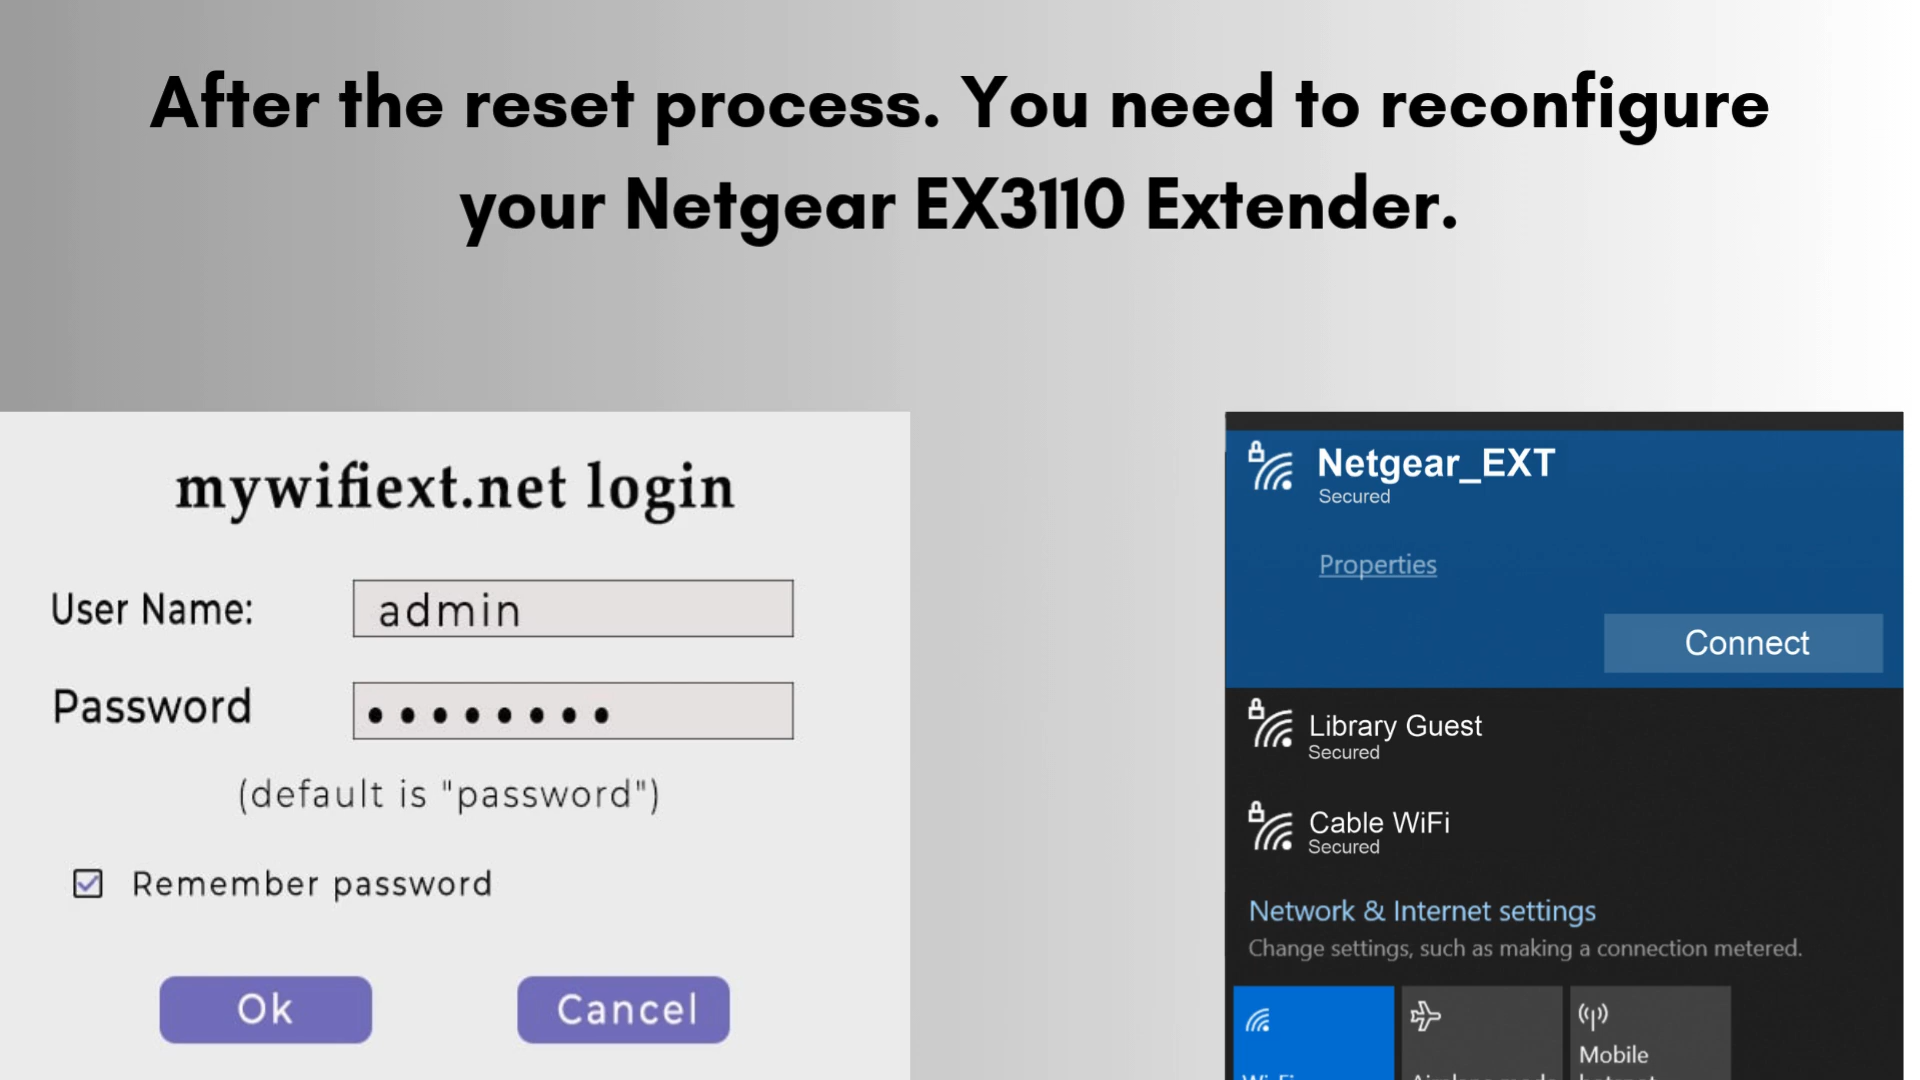 After the reset process. You need to reconfigure
your Netgear EX3110 Extender.
mywifiext.net login
User Name:
admin
Password
(default is "password")
Remember password
Ok
Cancel
Netgear_EXT
Secured
Properties
Connect
Library Guest
Secured
Cable WiFi
Secured
Network & Internet settings
Change settings, such as making a connection metered.
Mobile